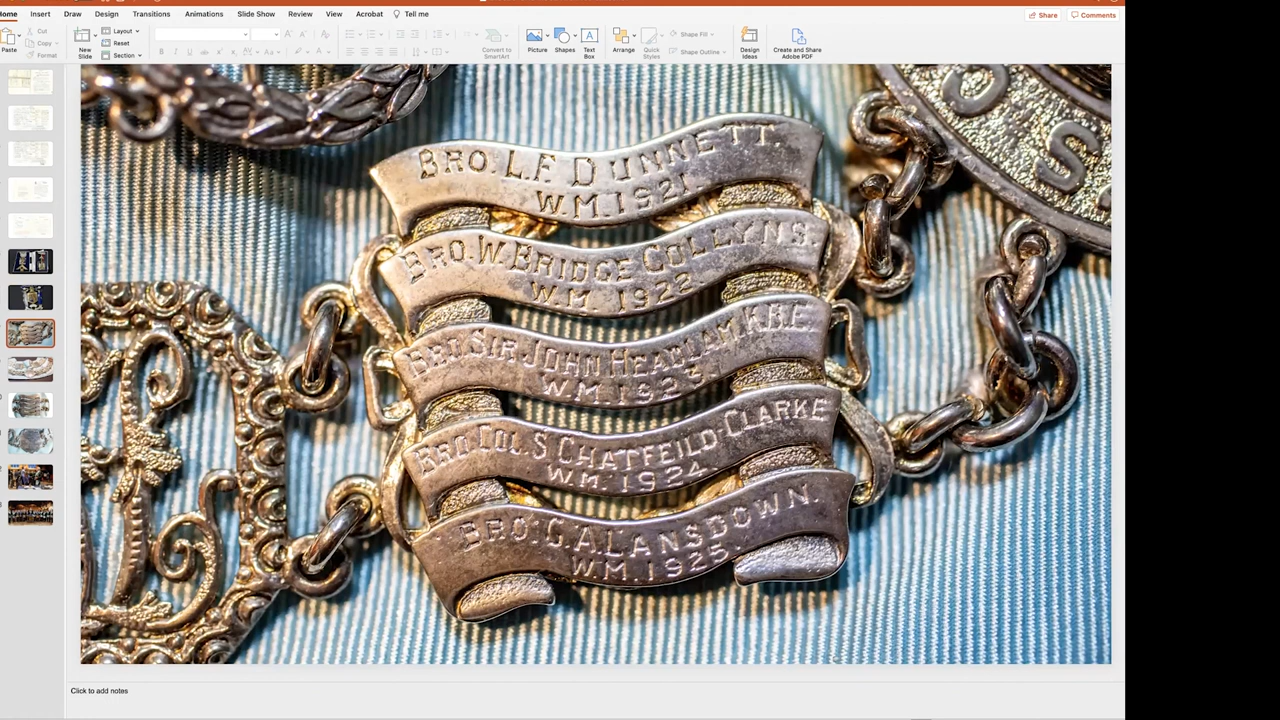 Home Insert Draw Design Transitions Animations Slide Show Review View Acrobat Tell me
Share Comments
Paste
Cut
Copy
Format
New Slide
Layout
Reset
Section
B I U
Convert to SmartArt
Picture
Shapes
Text Box
Arrange
Quick Styles
Shape Fill
Shape Outline
Design Ideas
Create and Share Adobe PDF
BRO. L.F. DUNNETT.
W.M. 1921.
BRO. W. BRIDGE COLLYNS.
W.M. 1922.
BRO. SIR JOHN HEADLAM, K.B.E.
W.M. 1923.
BRO. COL. S. CHATFEILD-CLARKE
W.M. 1924.
BRO. G.A. LANSDOWN.
W.M. 1925.
S S
Click to add notes